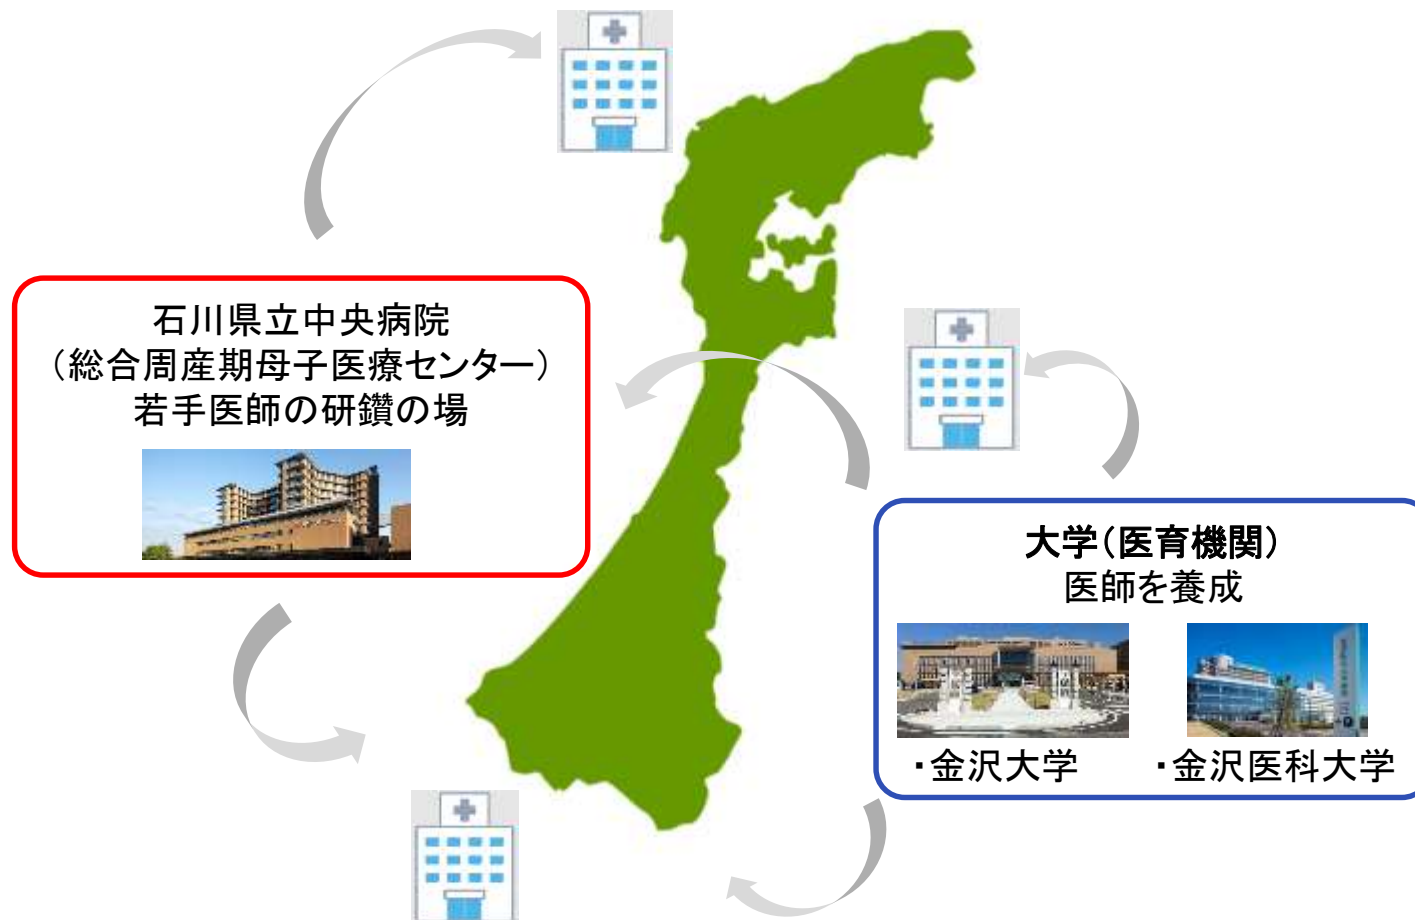 石川県立中央病院
（総合周産期母子医療センター）
若手医師の研鑽の場
大学（医育機関）
医師を養成
・金沢大学
・金沢医科大学